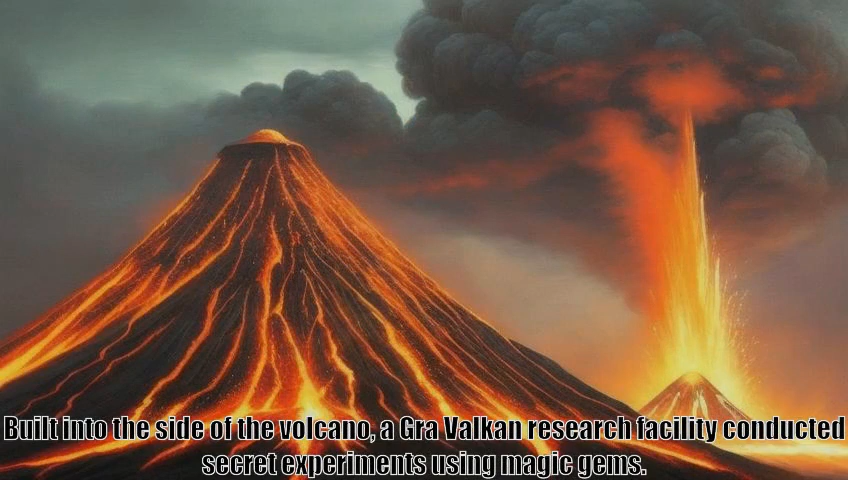 Built into the side of the volcano, a Gra Valkan research facility conducted
secret experiments using magic gems.